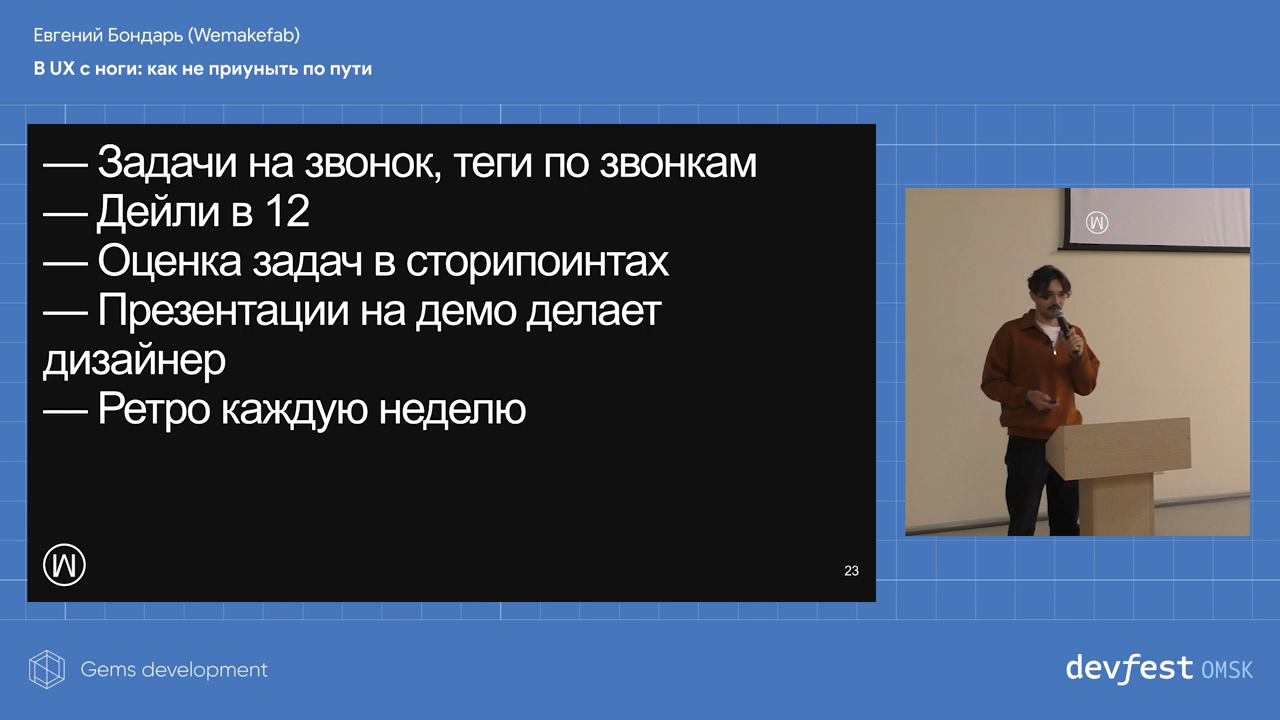 Евгений Бондарь (Wemakefab)
В UX с ноги: как не приуныть по пути
— Задачи на звонок, теги по звонкам
— Дейли в 12
— Оценка задач в сторипоинтах
— Презентации на демо делает
дизайнер
— Ретро каждую неделю
23
Gems development
devfest OMSK